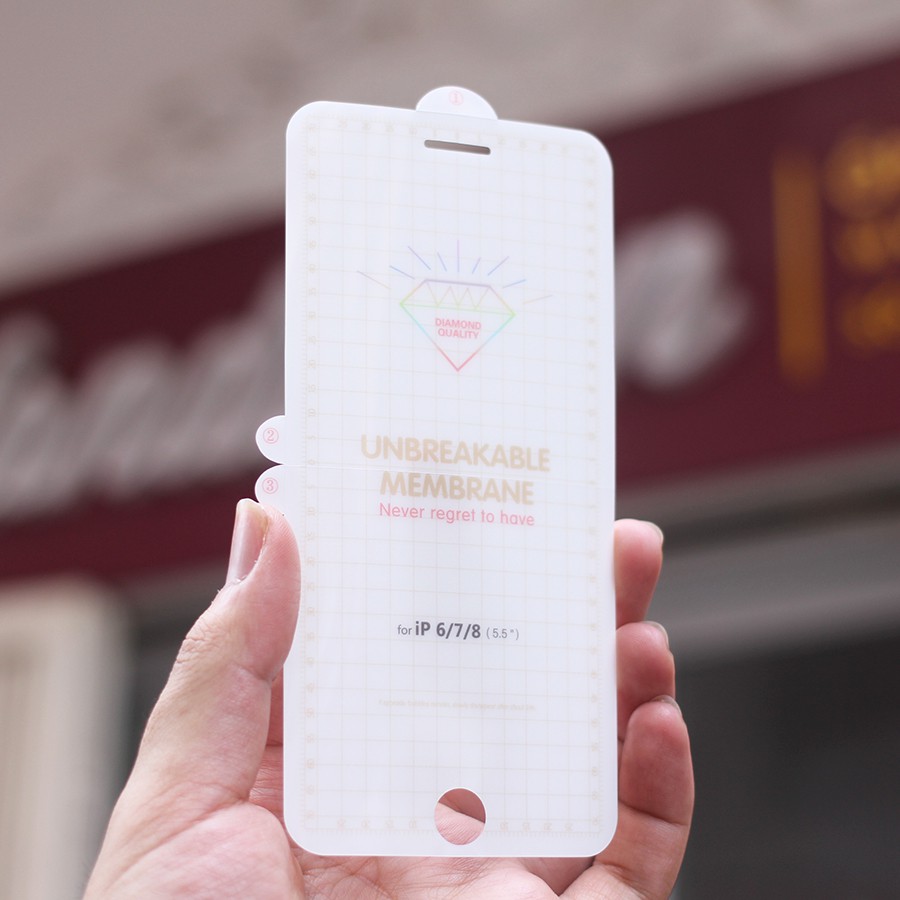 ①
DIAMOND
QUALITY
②
UNBREAKABLE
③
MEMBRANE
Never regret to have
for iP 6/7/8 (5.5")